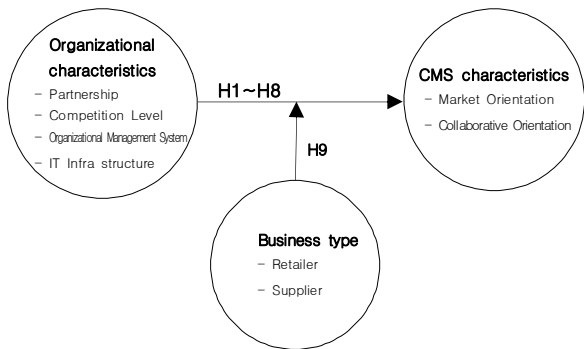 Organizational
characteristics
- Partnership
- Competition Level
- Organizational Management System
- IT Infra structure
H1~H8
CMS characteristics
- Market Orientation
- Collaborative Orientation
H9
Business type
- Retailer
- Supplier